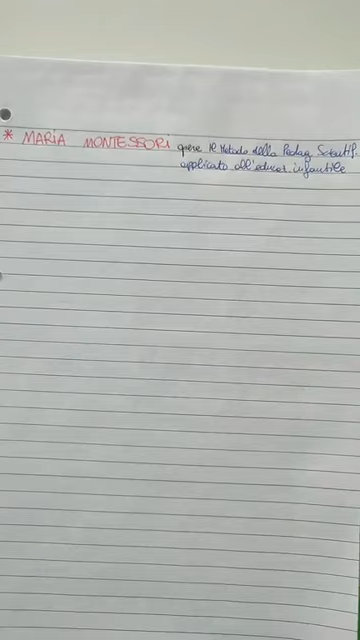 * MARIA MONTESSORI opere Il Metodo della Pedag. Scientif.
applicato all'educaz infantile